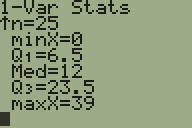 1-Var Stats
↑n=25
minX=0
Q₁=6.5
Med=12
Q₃=23.5
maxX=39